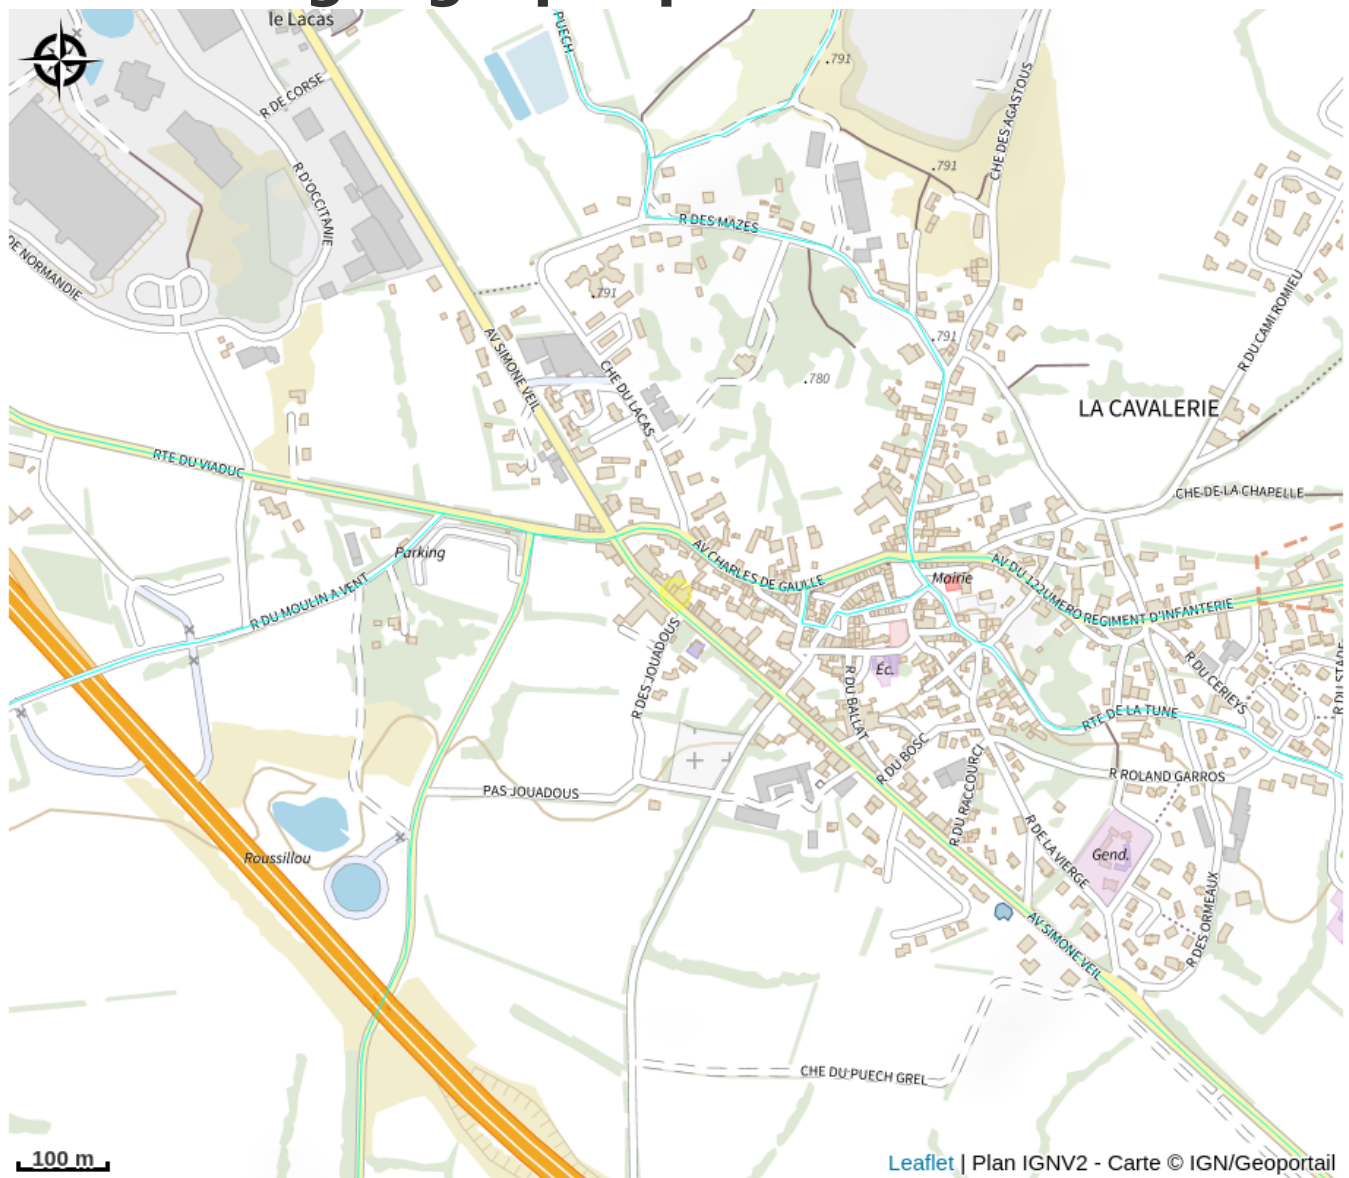 le Lacas
PUECH
791
R DE CORSE
CHE DES AGASTOUS
791
R D'OCCITANIE
R DES MAZES
DE NORMANDIE
791
R DU CAMI ROMIEU
AV SIMONE VEIL
791
CHE DU LACAS
780
LA CAVALERIE
RTE DU VIADUC
CHE DE LA CHAPELLE
Parking
AV CHARLES DE GAULLE
Mairie
AV DU 122UMERO REGIMENT D'INFANTERIE
R DU MOULIN A VENT
R DES JOUADOUS
Éc.
R DU BALLAT
R DU CERIEYS
R DU STADE
RTE DE LA TUNE
R DU BOSC
R DU RACCOURCI
R ROLAND GARROS
PAS JOUADOUS
R DE LA VIERGE
Gend.
Roussillou
R DES ORMEAUX
AV SIMONE VEIL
CHE DU PUECH GREL
100 m
Leaflet | Plan IGNV2 - Carte © IGN/Geoportail